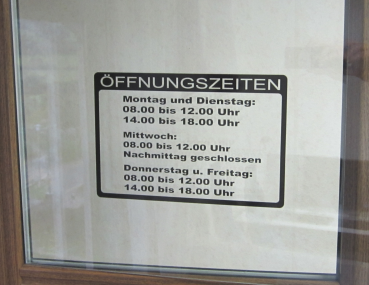 ÖFFNUNGSZEITEN
Montag und Dienstag:
08.00 bis 12.00 Uhr
14.00 bis 18.00 Uhr
Mittwoch:
08.00 bis 12.00 Uhr
Nachmittag geschlossen
Donnerstag u. Freitag:
08.00 bis 12.00 Uhr
14.00 bis 18.00 Uhr